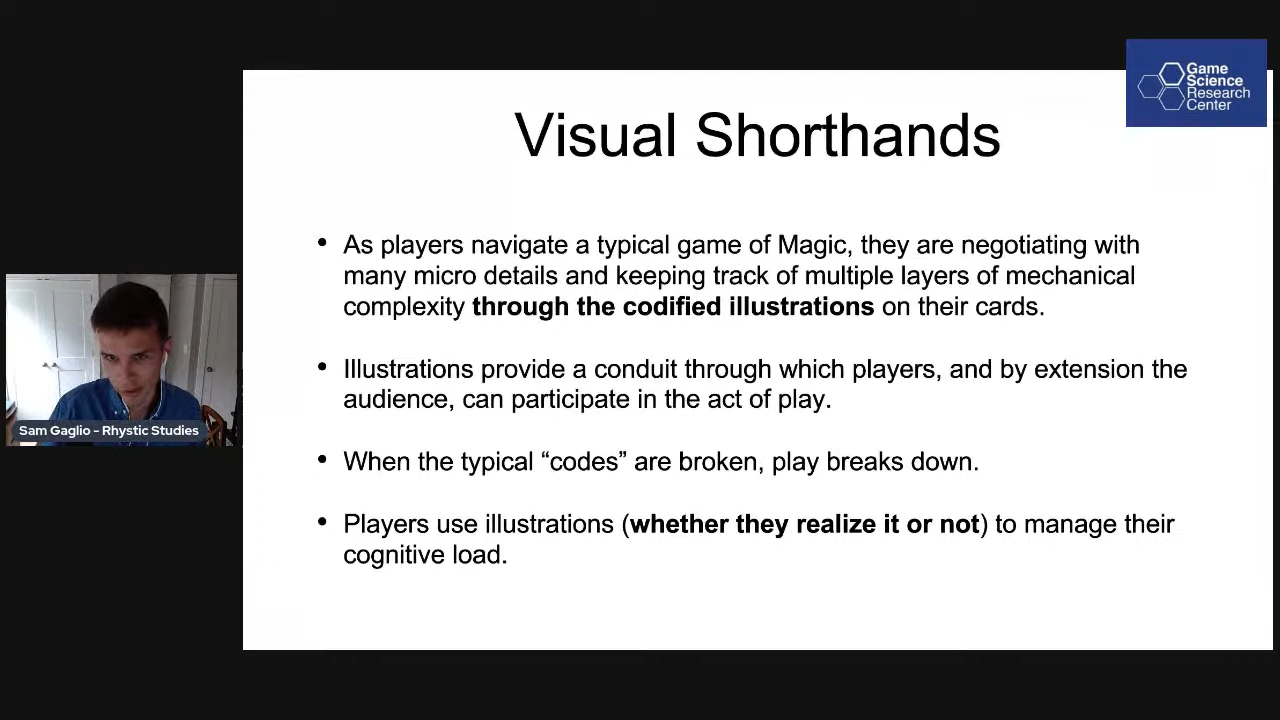 Game
Science
Research
Center
Visual Shorthands
• As players navigate a typical game of Magic, they are negotiating with
many micro details and keeping track of multiple layers of mechanical
complexity through the codified illustrations on their cards.
• Illustrations provide a conduit through which players, and by extension the
audience, can participate in the act of play.
• When the typical “codes” are broken, play breaks down.
• Players use illustrations (whether they realize it or not) to manage their
cognitive load.
Sam Gaglio - Rhystic Studies